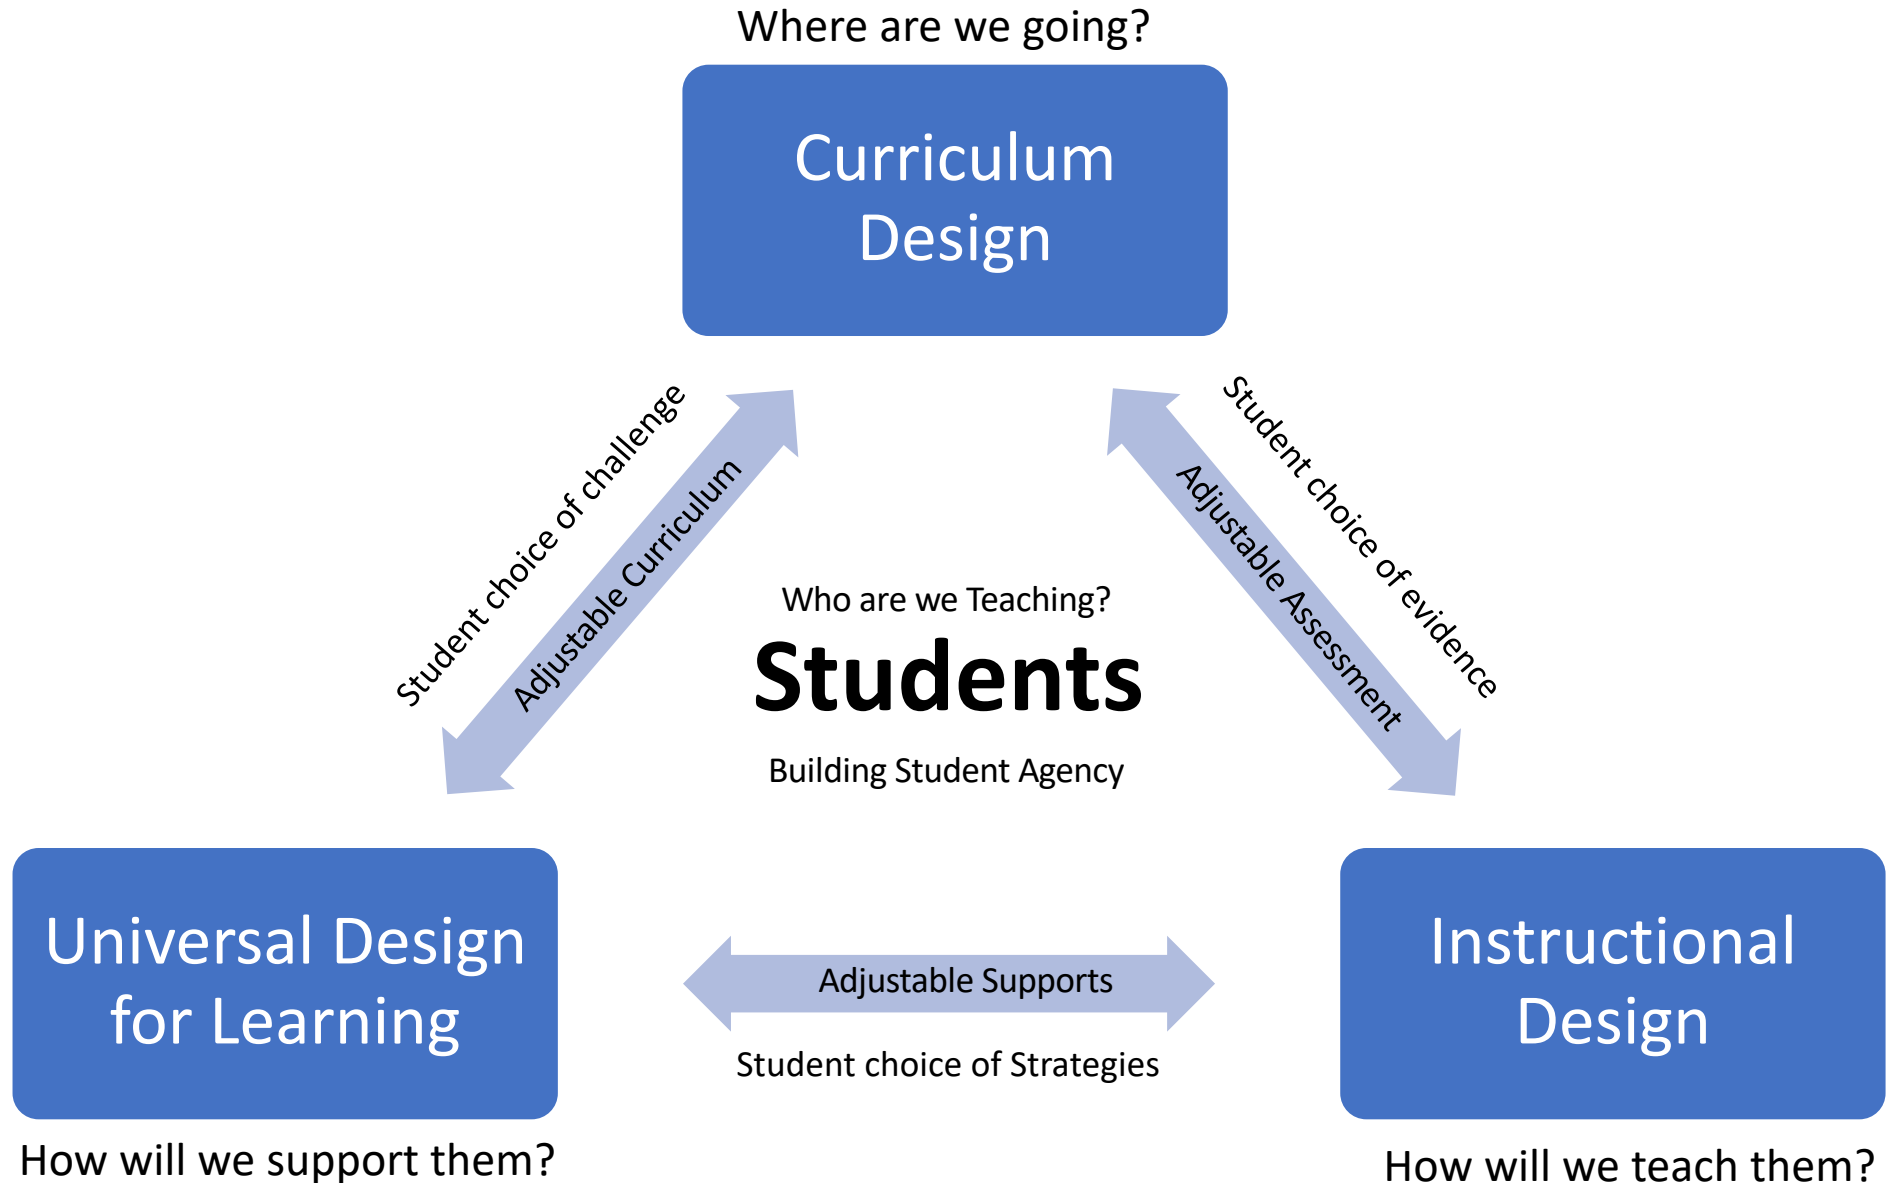 Where are we going?
Curriculum
Design
Student choice of challenge
Adjustable Curriculum
Adjustable Assessment
Student choice of evidence
Who are we Teaching?
Students
Building Student Agency
Universal Design
for Learning
Adjustable Supports
Student choice of Strategies
Instructional
Design
How will we support them?
How will we teach them?